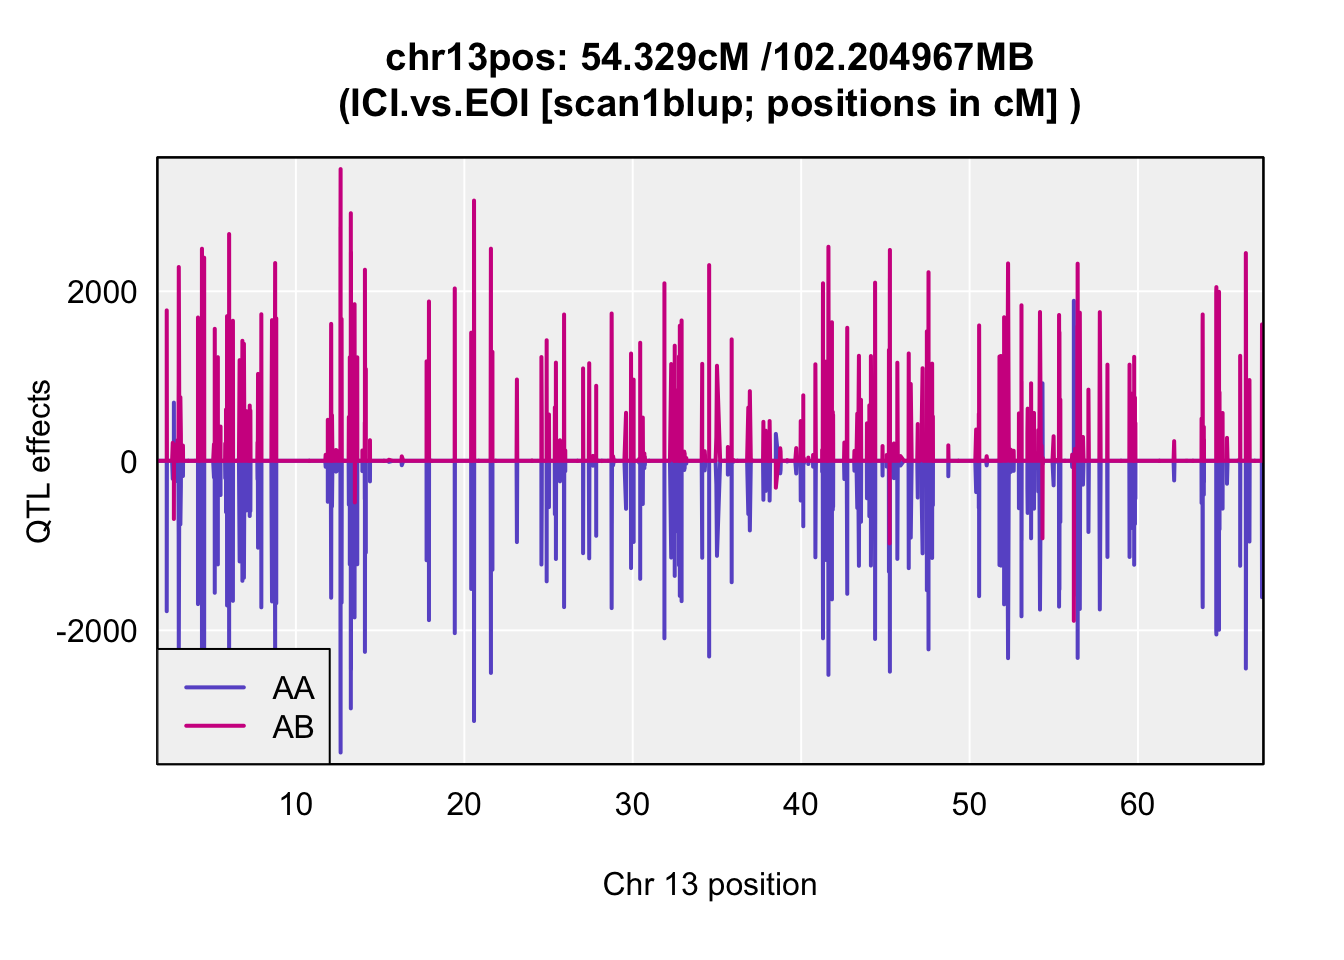 chr13pos: 54.329cM /102.204967MB
(ICI.vs.EOI [scan1blup; positions in cM] )
QTL effects
2000
0
-2000
AA
AB
10 20 30 40 50 60
Chr 13 position